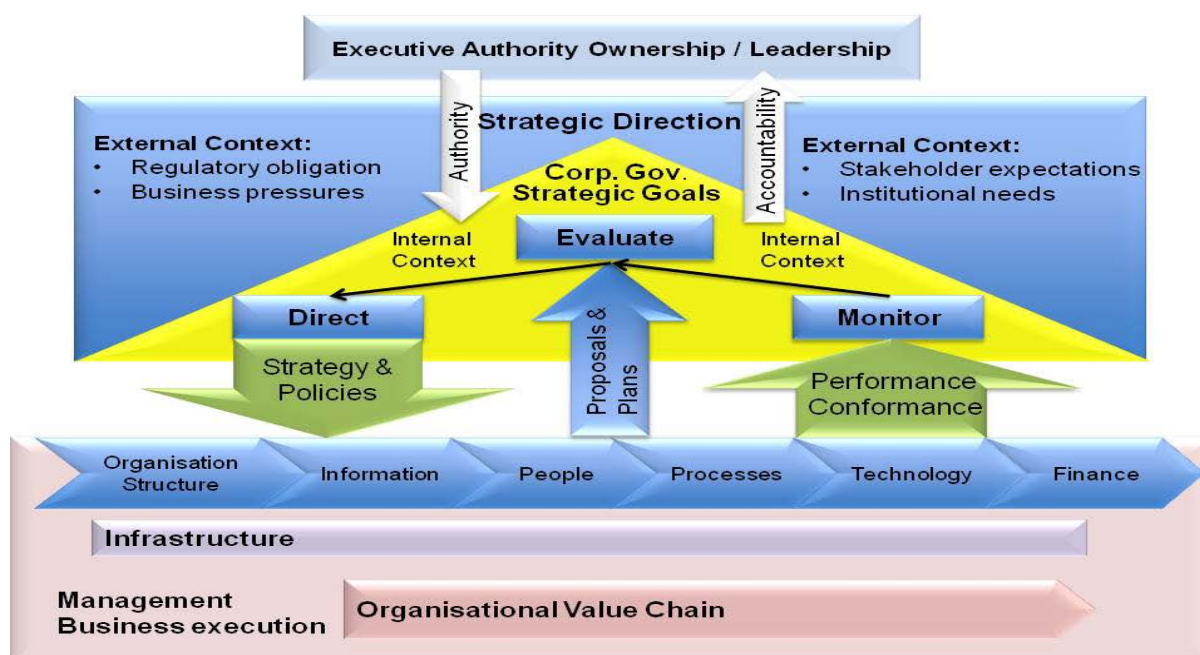 Executive Authority Ownership / Leadership
Authority
Accountability
Strategic Direction
External Context:
• Regulatory obligation
• Business pressures
External Context:
• Stakeholder expectations
• Institutional needs
Corp. Gov.
Strategic Goals
Internal
Context
Evaluate
Internal
Context
Direct
Monitor
Strategy &
Policies
Proposals &
Plans
Performance
Conformance
Organisation
Structure
Information
People
Processes
Technology
Finance
Infrastructure
Management
Business execution
Organisational Value Chain